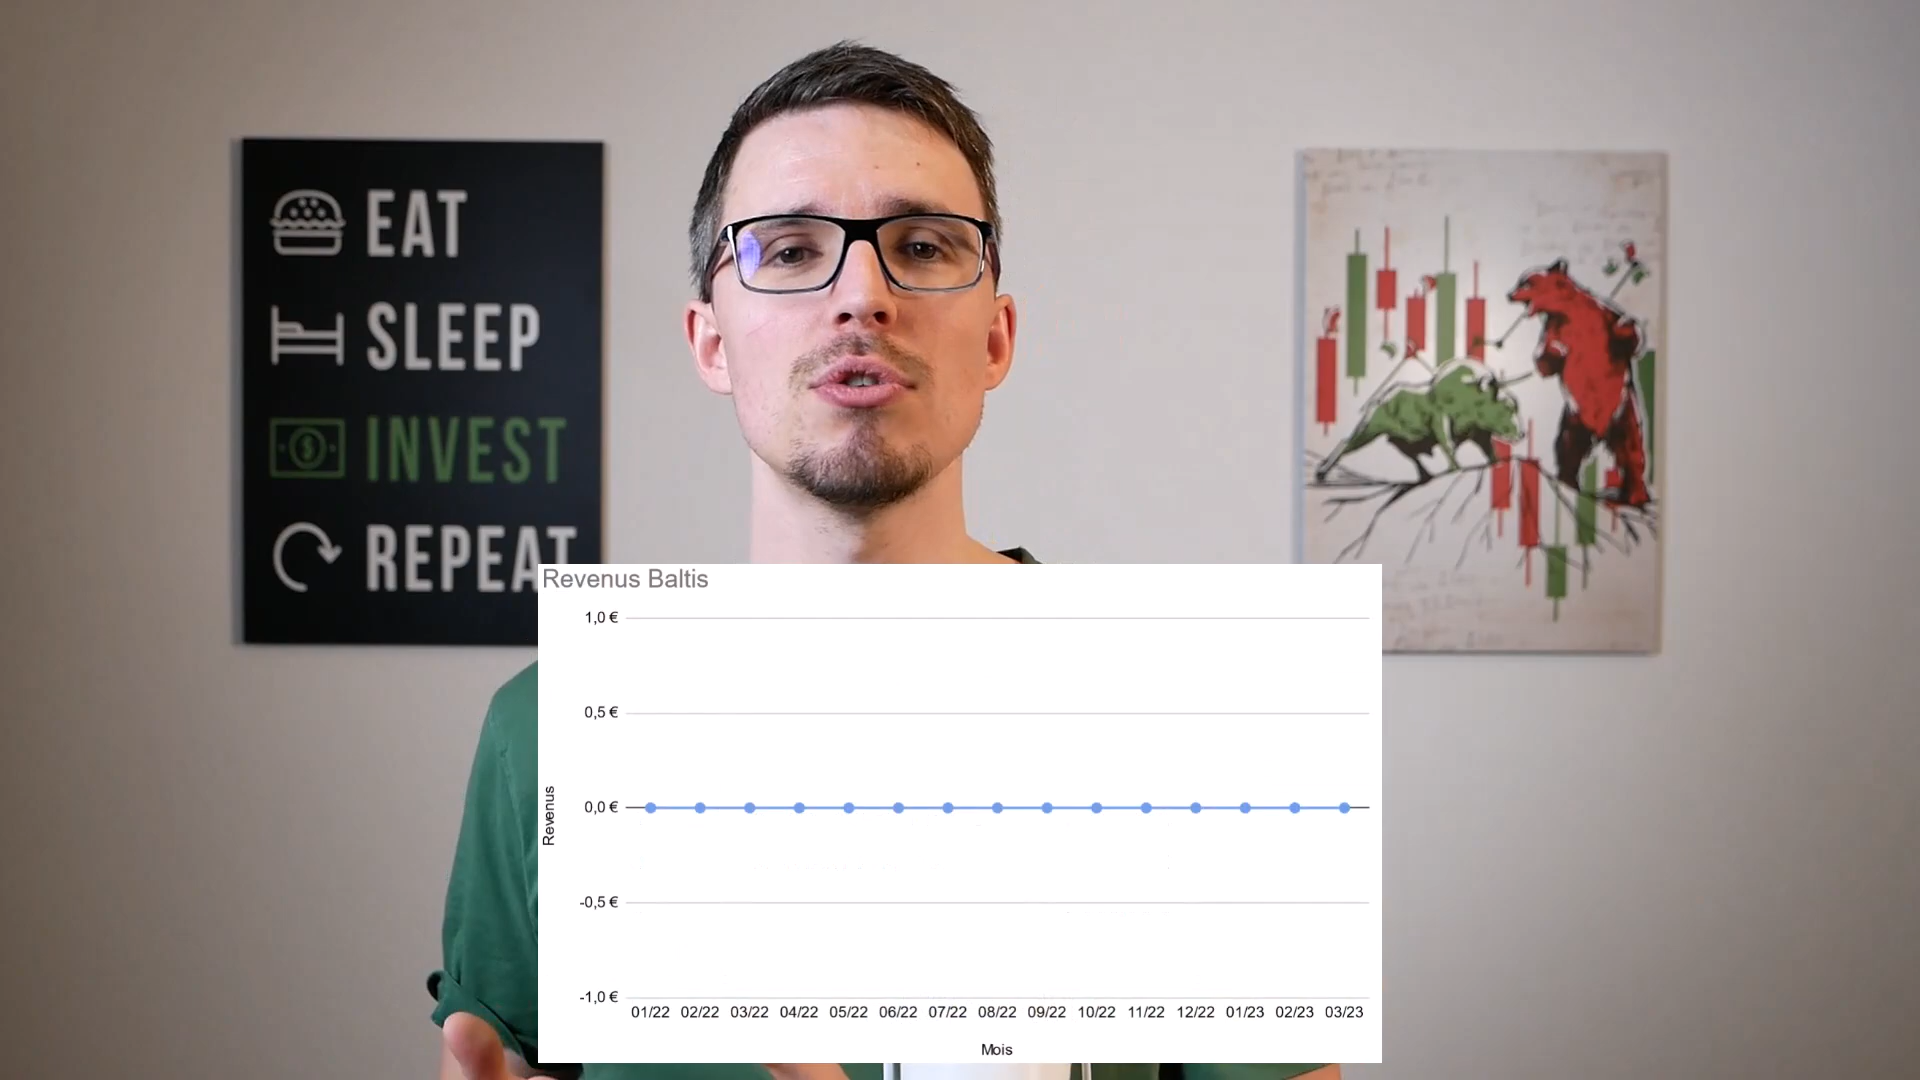 EAT
SLEEP
INVEST
REPEAT
Revenus Baltis
1,0 €
0,5 €
0,0 €
-0,5 €
-1,0 €
Revenus
01/22 02/22 03/22 04/22 05/22 06/22 07/22 08/22 09/22 10/22 11/22 12/22 01/23 02/23 03/23
Mois